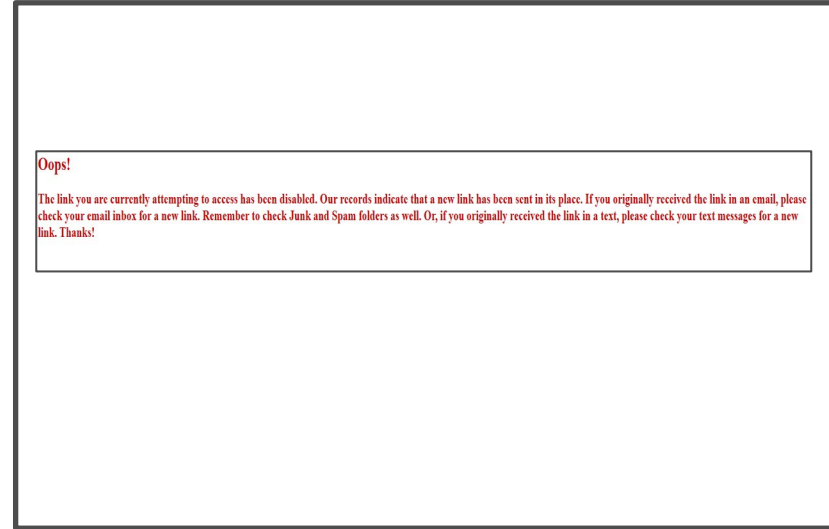 Oops!
The link you are currently attempting to access has been disabled. Our records indicate that a new link has been sent in its place. If you originally received the link in an email, please
check your email inbox for a new link. Remember to check Junk and Spam folders as well. Or, if you originally received the link in a text, please check your text messages for a new
link. Thanks!